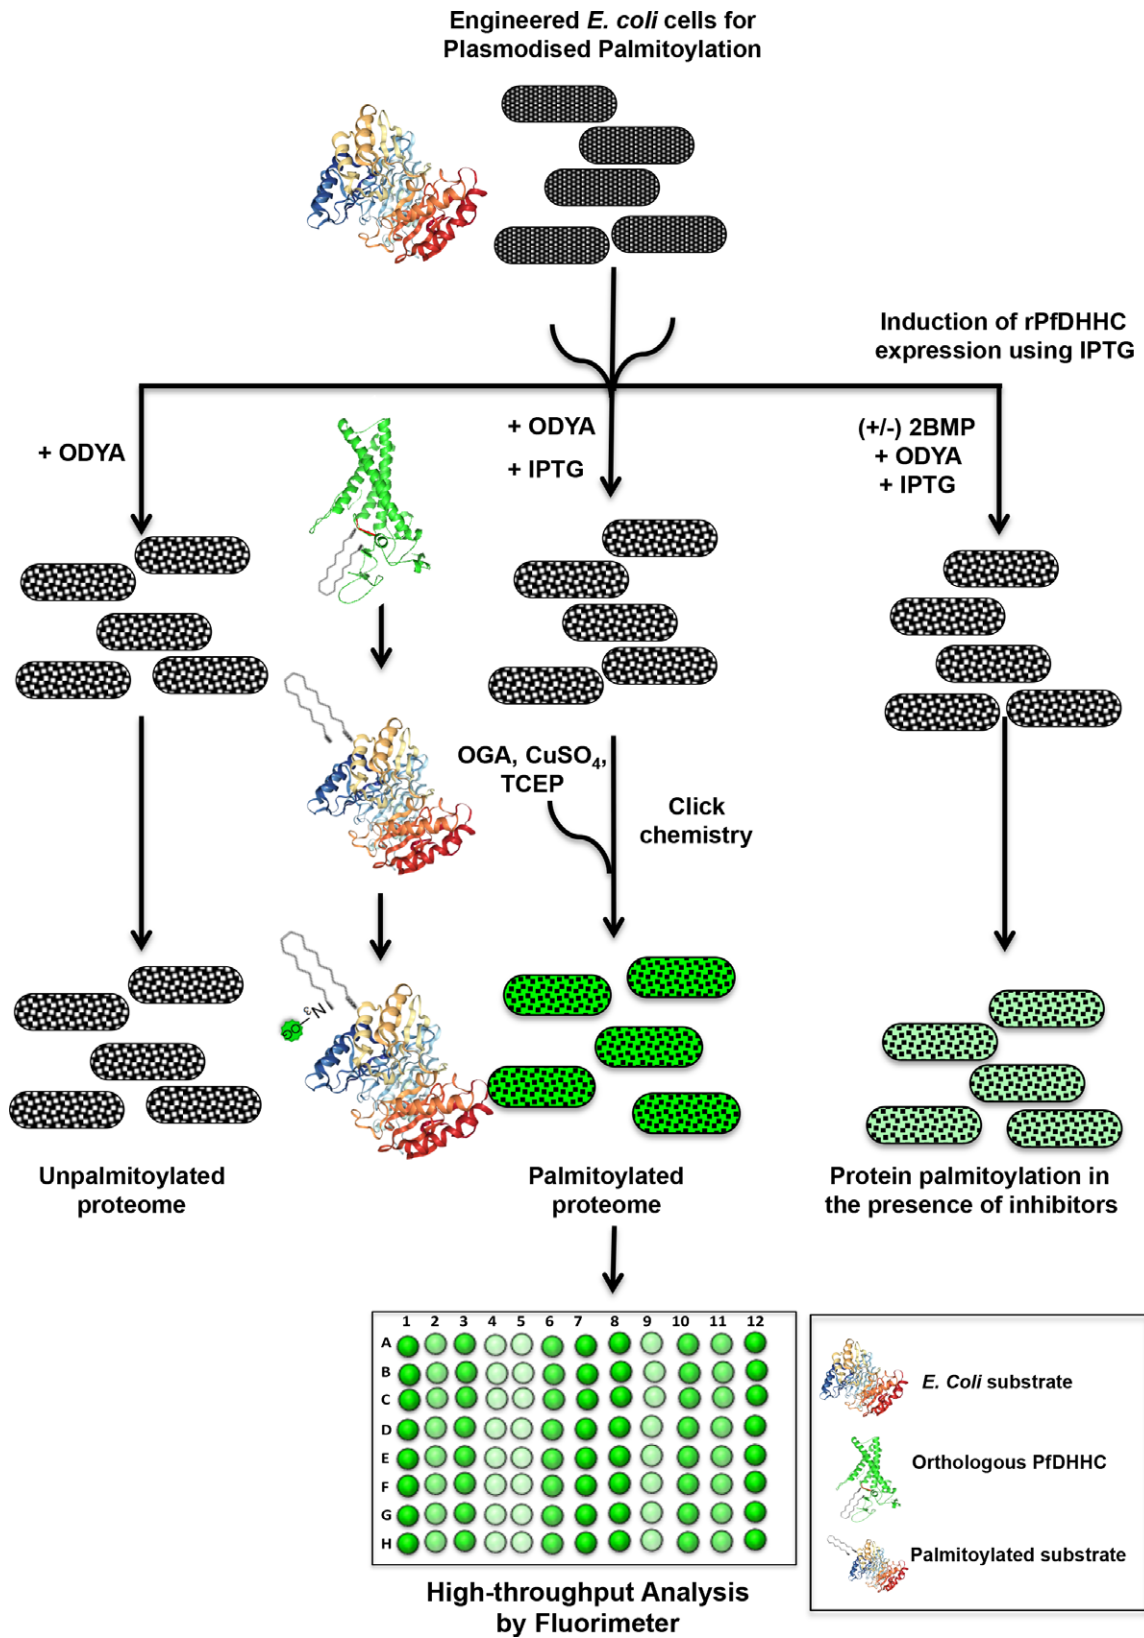 Engineered E. coli cells for
Plasmodised Palmitoylation
Induction of rPfDHHC
expression using IPTG
+ ODYA
+ ODYA
+ IPTG
(+/-) 2BMP
+ ODYA
+ IPTG
OGA, CuSO₄,
TCEP
Click
chemistry
N₃
Unpalmitoylated
proteome
Palmitoylated
proteome
Protein palmitoylation in
the presence of inhibitors
1 2 3 4 5 6 7 8 9 10 11 12
A
B
C
D
E
F
G
H
E. Coli substrate
Orthologous PfDHHC
Palmitoylated substrate
High-throughput Analysis
by Fluorimeter